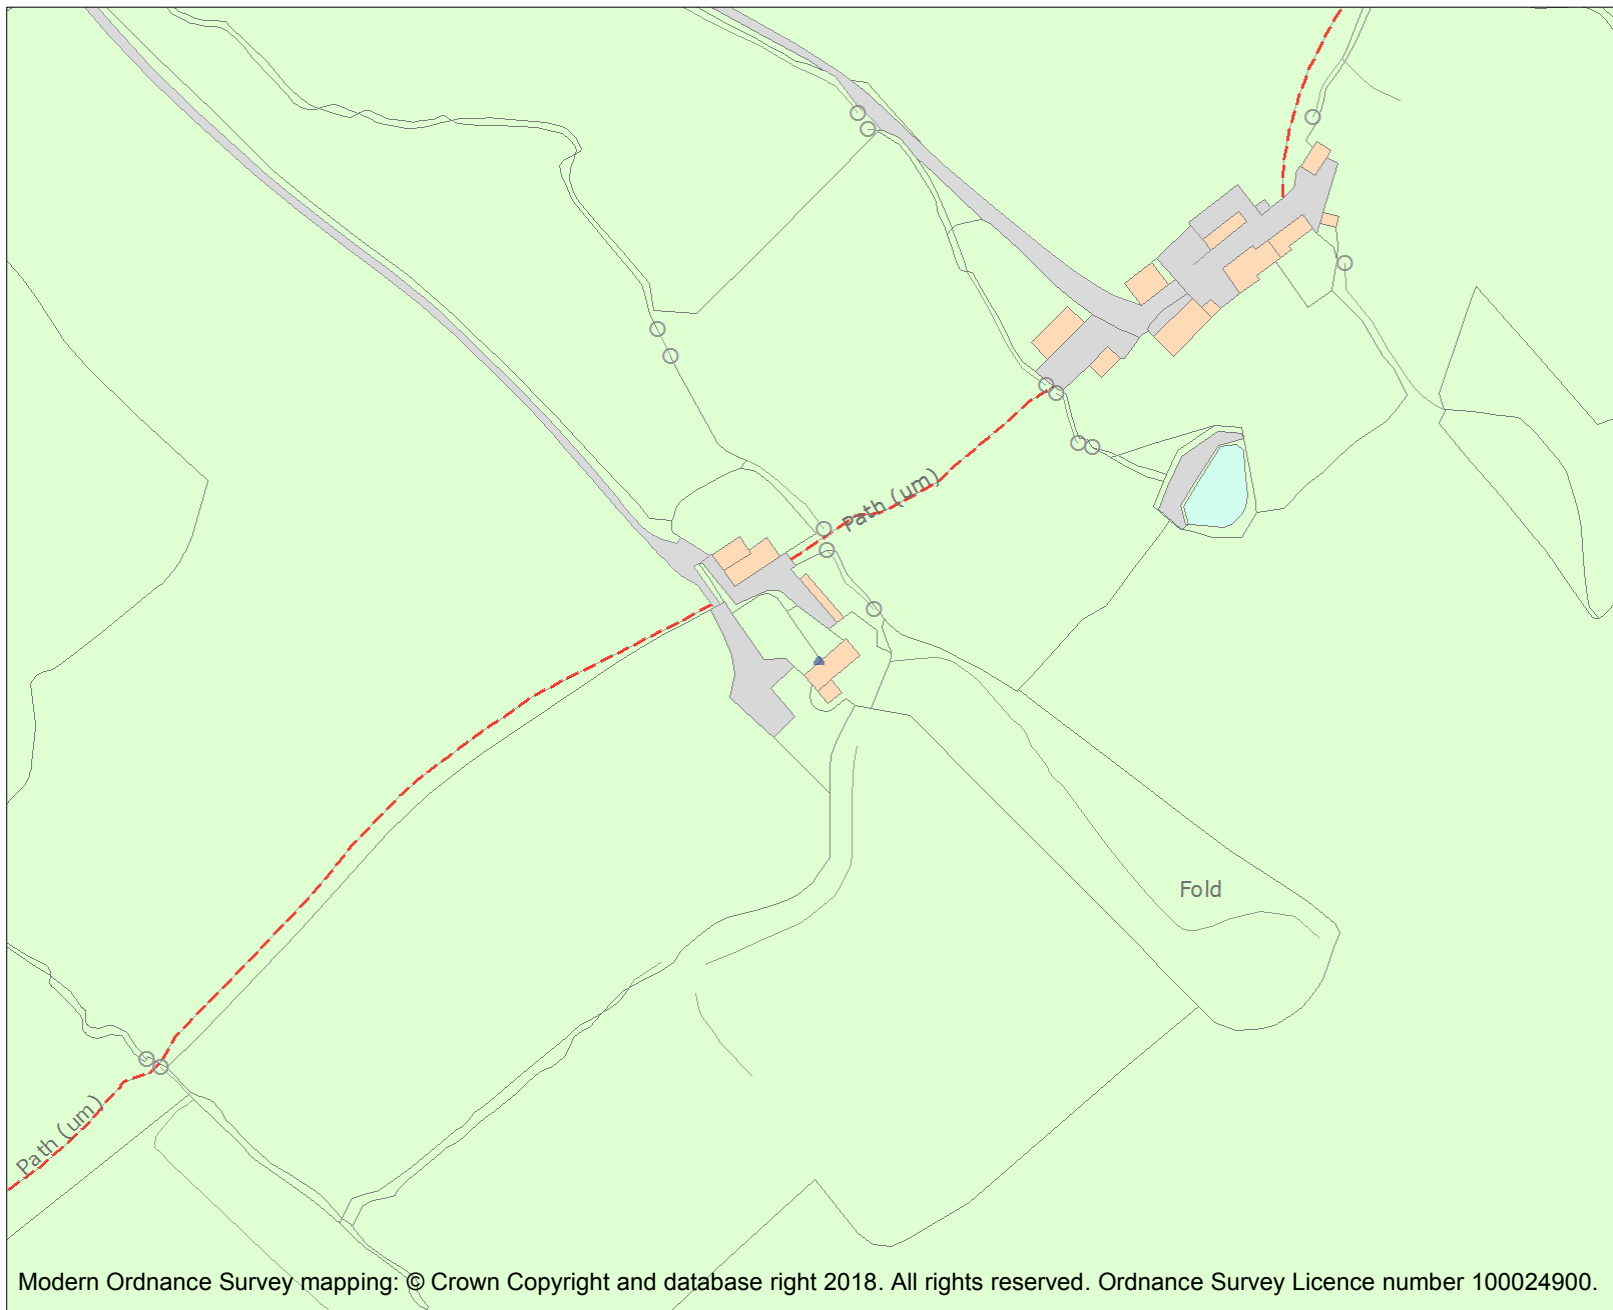 Path (um)
Fold
Path (um)
Modern Ordnance Survey mapping: © Crown Copyright and database right 2018. All rights reserved. Ordnance Survey Licence number 100024900.